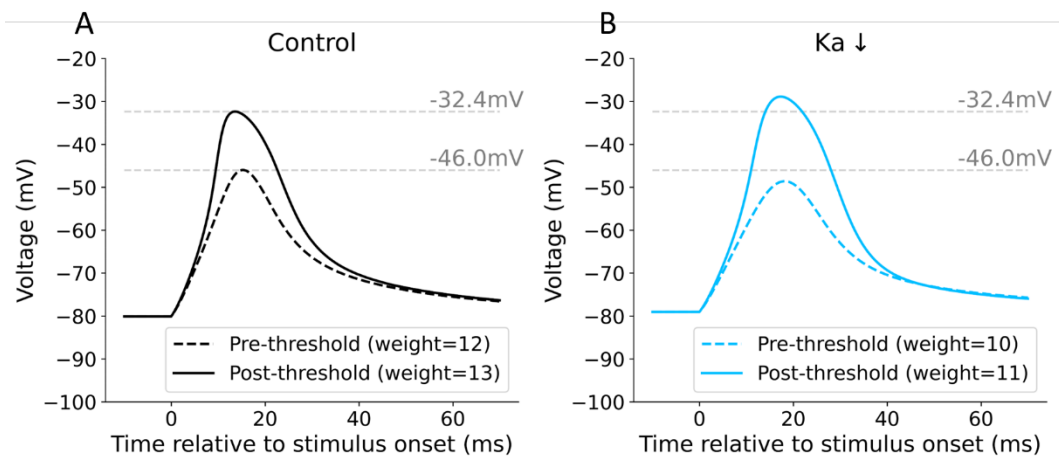 A
Control
−20
−30
−40
−50
−60
−70
−80
−90
−100
Voltage (mV)
-32.4mV
-46.0mV
Pre-threshold (weight=12)
Post-threshold (weight=13)
0
20
40
60
Time relative to stimulus onset (ms)
B
Ka ↓
−20
−30
−40
−50
−60
−70
−80
−90
−100
Voltage (mV)
-32.4mV
-46.0mV
Pre-threshold (weight=10)
Post-threshold (weight=11)
0
20
40
60
Time relative to stimulus onset (ms)